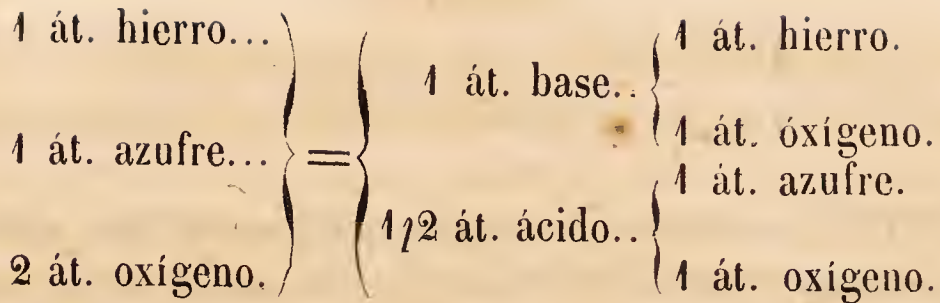 1 át. hierro...
1 át. azufre...
2 át. oxígeno.
=
1 át. base..
1 át. hierro.
1 át. óxígeno.
1/2 át. ácido..
1 át. azufre.
1 át. oxígeno.